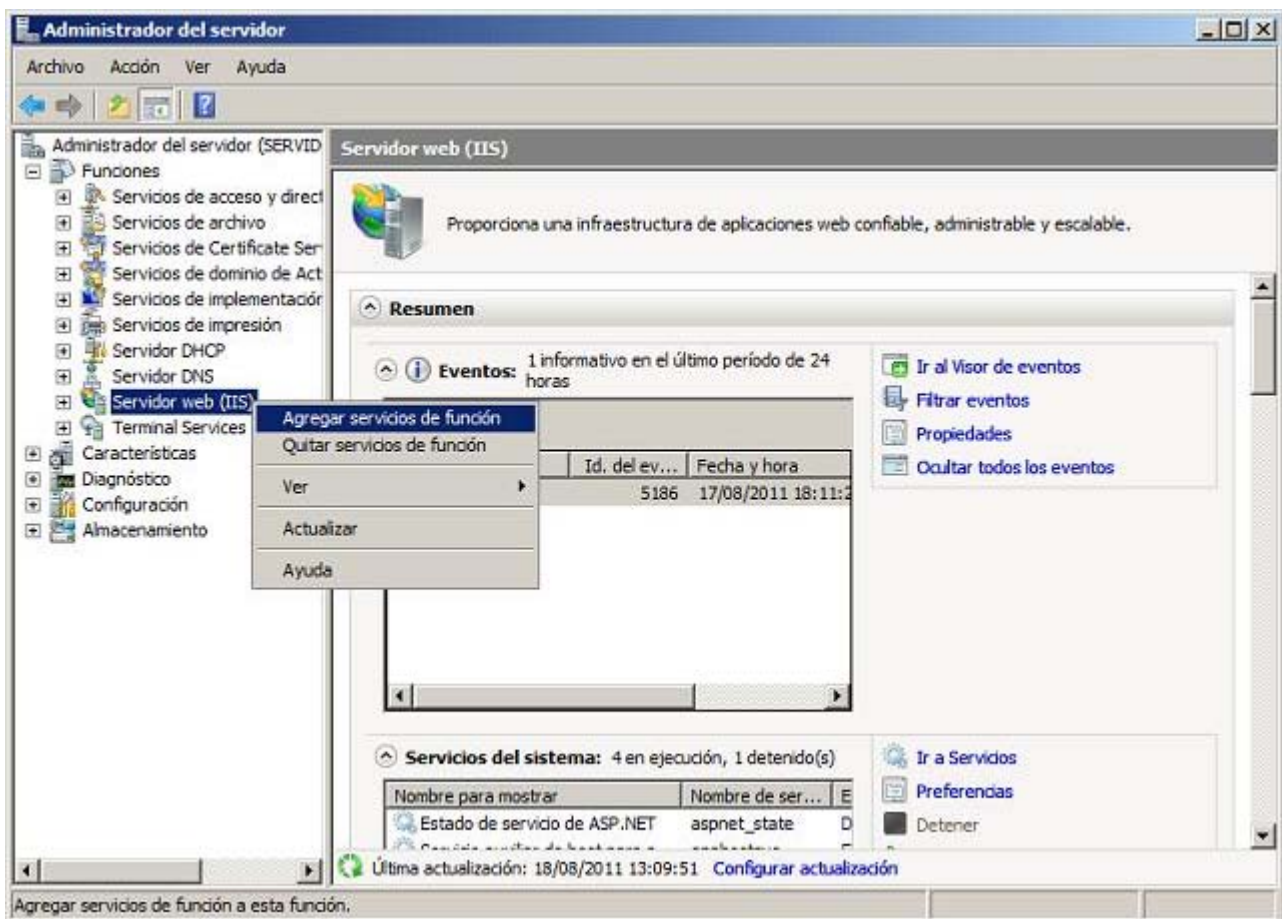 Administrador del servidor
Archivo Acción Ver Ayuda
Administrador del servidor (SERVID
Funciones
Servicios de acceso y direct
Servicios de archivo
Servicios de Certificate Ser
Servicios de dominio de Act
Servicios de implementación
Servicios de impresión
Servidor DHCP
Servidor DNS
Servidor web (IIS)
Terminal Services
Características
Diagnóstico
Configuración
Almacenamiento
Agregar servicios de función
Quitar servicios de función
Ver
Actualizar
Ayuda
Servidor web (IIS)
Proporciona una infraestructura de aplicaciones web confiable, administrable y escalable.
Resumen
Eventos: 1 informativo en el último período de 24
horas
Id. del ev... Fecha y hora
5186 17/08/2011 18:11:2
Ir al Visor de eventos
Filtrar eventos
Propiedades
Ocultar todos los eventos
Servicios del sistema: 4 en ejecución, 1 detenido(s)
Nombre para mostrar Nombre de ser... E
Estado de servicio de ASP.NET aspnet_state D
Ir a Servicios
Preferencias
Detener
Última actualización: 18/08/2011 13:09:51 Configurar actualización
Agregar servicios de función a esta función.